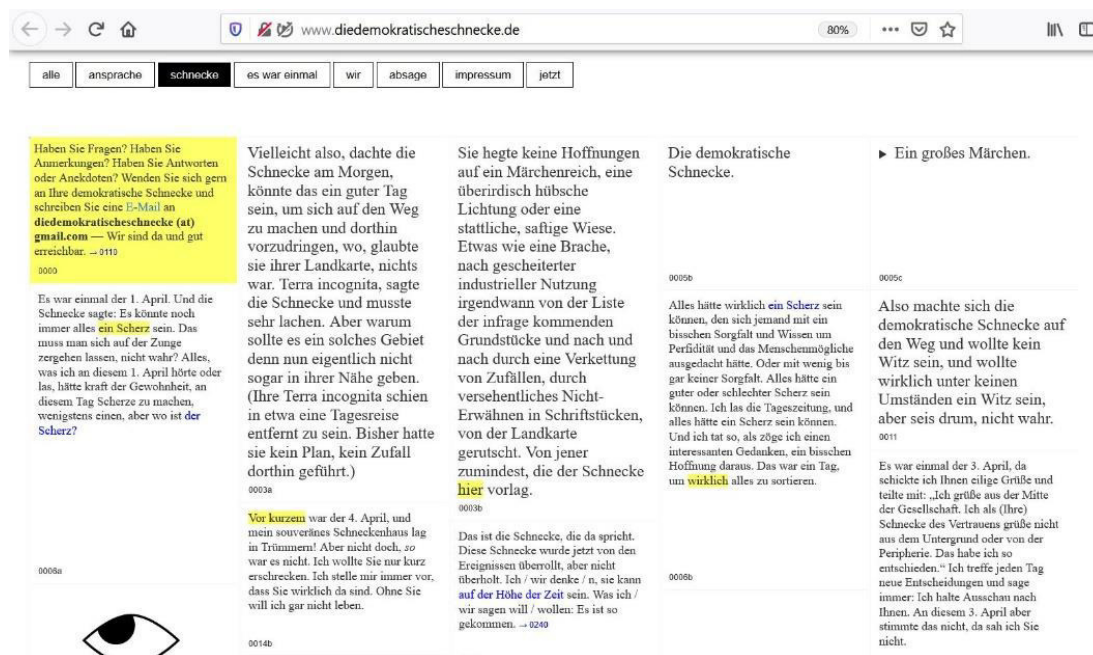 www.diedemokratischeschnecke.de
80%
alle
ansprache
schnecke
es war einmal
wir
absage
impressum
jetzt
Haben Sie Fragen? Haben Sie
Anmerkungen? Haben Sie Antworten
oder Anekdoten? Wenden Sie sich gern
an Ihre demokratische Schnecke und
schreiben Sie eine E-Mail an
diedemokratischeschnecke (at)
gmail.com — Wir sind da und gut
erreichbar. → 0110
0000
Es war einmal der 1. April. Und die
Schnecke sagte: Es könnte noch
immer alles ein Scherz sein. Das
muss man sich auf der Zunge
zergehen lassen, nicht wahr? Alles,
was ich an diesem 1. April hörte oder
las, hätte kraft der Gewohnheit, an
diesem Tag Scherze zu machen,
wenigstens einen, aber wo ist der
Scherz?
0006a
Vielleicht also, dachte die
Schnecke am Morgen,
könnte das ein guter Tag
sein, um sich auf den Weg
zu machen und dorthin
vorzudringen, wo, glaubte
sie ihrer Landkarte, nichts
war. Terra incognita, sagte
die Schnecke und musste
sehr lachen. Aber warum
sollte es ein solches Gebiet
denn nun eigentlich nicht
sogar in ihrer Nähe geben.
(Ihre Terra incognita schien
in etwa eine Tagesreise
entfernt zu sein. Bisher hatte
sie kein Plan, kein Zufall
dorthin geführt.)
0003a
Vor kurzem war der 4. April, und
mein souveränes Schneckenhaus lag
in Trümmern! Aber nicht doch, so
war es nicht. Ich wollte Sie nur kurz
erschrecken. Ich stelle mir immer vor,
dass Sie wirklich da sind. Ohne Sie
will ich gar nicht leben.
0014b
Sie hegte keine Hoffnungen
auf ein Märchenreich, eine
überirdisch hübsche
Lichtung oder eine
stattliche, saftige Wiese.
Etwas wie eine Brache,
nach gescheiterter
industrieller Nutzung
irgendwann von der Liste
der infrage kommenden
Grundstücke und nach und
nach durch eine Verkettung
von Zufällen, durch
versehentliches Nicht-
Erwähnen in Schriftstücken,
von der Landkarte
gerutscht. Von jener
zumindest, die der Schnecke
hier vorlag.
0003b
Das ist die Schnecke, die da spricht.
Diese Schnecke wurde jetzt von den
Ereignissen überrollt, aber nicht
überholt. Ich / wir denke / n, sie kann
auf der Höhe der Zeit sein. Was ich /
wir sagen will / wollen: Es ist so
gekommen. → 0240
Die demokratische
Schnecke.
0005b
Alles hätte wirklich ein Scherz sein
können, den sich jemand mit ein
bisschen Sorgfalt und Wissen um
Perfidität und das Menschenmögliche
ausgedacht hätte. Oder mit wenig bis
gar keiner Sorgfalt. Alles hätte ein
guter oder schlechter Scherz sein
können. Ich las die Tageszeitung, und
alles hätte ein Scherz sein können.
Und ich tat so, als zöge ich einen
interessanten Gedanken, ein bisschen
Hoffnung daraus. Das war ein Tag,
um wirklich alles zu sortieren.
0006b
▸ Ein großes Märchen.
0005c
Also machte sich die
demokratische Schnecke auf
den Weg und wollte kein
Witz sein, und wollte
wirklich unter keinen
Umständen ein Witz sein,
aber seis drum, nicht wahr.
0011
Es war einmal der 3. April, da
schickte ich Ihnen eilige Grüße und
teilte mit: „Ich grüße aus der Mitte
der Gesellschaft. Ich als (Ihre)
Schnecke des Vertrauens grüße nicht
aus dem Untergrund oder von der
Peripherie. Das habe ich so
entschieden.“ Ich treffe jeden Tag
neue Entscheidungen und sage
immer: Ich halte Ausschau nach
Ihnen. An diesem 3. April aber
stimmte das nicht, da sah ich Sie
nicht.